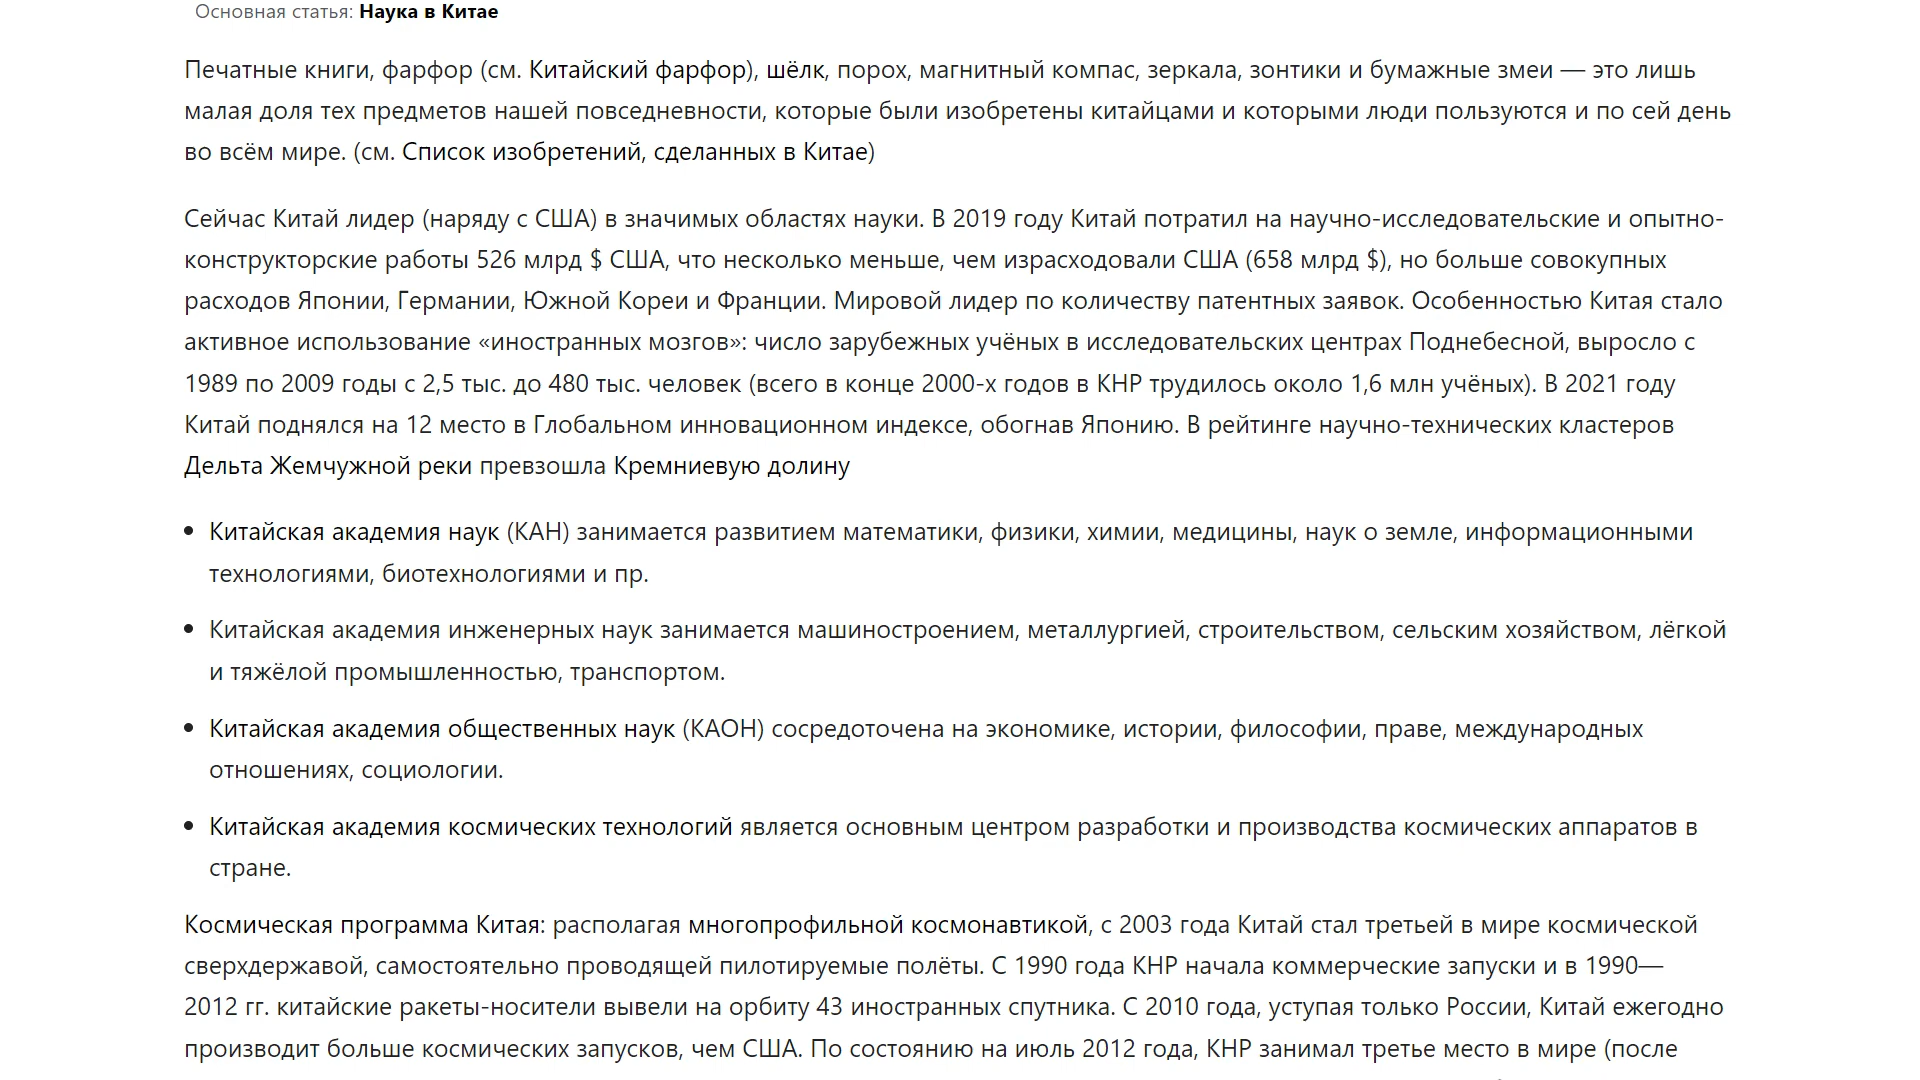 Основная статья: Наука в Китае
Печатные книги, фарфор (см. Китайский фарфор), шёлк, порох, магнитный компас, зеркала, зонтики и бумажные змеи — это лишь
малая доля тех предметов нашей повседневности, которые были изобретены китайцами и которыми люди пользуются и по сей день
во всём мире. (см. Список изобретений, сделанных в Китае)
Сейчас Китай лидер (наряду с США) в значимых областях науки. В 2019 году Китай потратил на научно-исследовательские и опытно-
конструкторские работы 526 млрд $ США, что несколько меньше, чем израсходовали США (658 млрд $), но больше совокупных
расходов Японии, Германии, Южной Кореи и Франции. Мировой лидер по количеству патентных заявок. Особенностью Китая стало
активное использование «иностранных мозгов»: число зарубежных учёных в исследовательских центрах Поднебесной, выросло с
1989 по 2009 годы с 2,5 тыс. до 480 тыс. человек (всего в конце 2000-х годов в КНР трудилось около 1,6 млн учёных). В 2021 году
Китай поднялся на 12 место в Глобальном инновационном индексе, обогнав Японию. В рейтинге научно-технических кластеров
Дельта Жемчужной реки превзошла Кремниевую долину
• Китайская академия наук (КАН) занимается развитием математики, физики, химии, медицины, наук о земле, информационными
технологиями, биотехнологиями и пр.
• Китайская академия инженерных наук занимается машиностроением, металлургией, строительством, сельским хозяйством, лёгкой
и тяжёлой промышленностью, транспортом.
• Китайская академия общественных наук (КАОН) сосредоточена на экономике, истории, философии, праве, международных
отношениях, социологии.
• Китайская академия космических технологий является основным центром разработки и производства космических аппаратов в
стране.
Космическая программа Китая: располагая многопрофильной космонавтикой, с 2003 года Китай стал третьей в мире космической
сверхдержавой, самостоятельно проводящей пилотируемые полёты. С 1990 года КНР начала коммерческие запуски и в 1990—
2012 гг. китайские ракеты-носители вывели на орбиту 43 иностранных спутника. С 2010 года, уступая только России, Китай ежегодно
производит больше космических запусков, чем США. По состоянию на июль 2012 года, КНР занимал третье место в мире (после